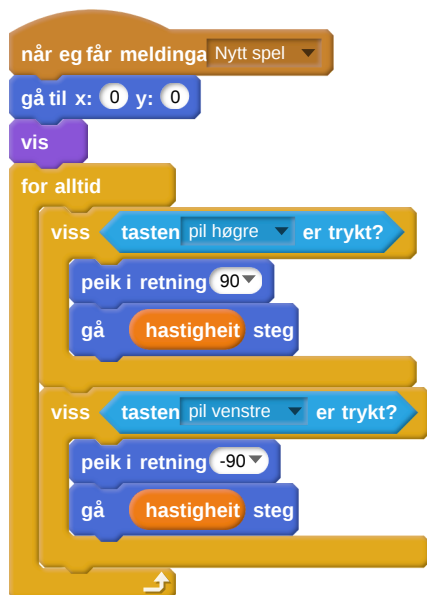 når eg får meldinga Nytt spel
gå til x: 0 y: 0
vis
for alltid
viss tasten pil høgre er trykt?
peik i retning 90
gå hastigheit steg
viss tasten pil venstre er trykt?
peik i retning -90
gå hastigheit steg